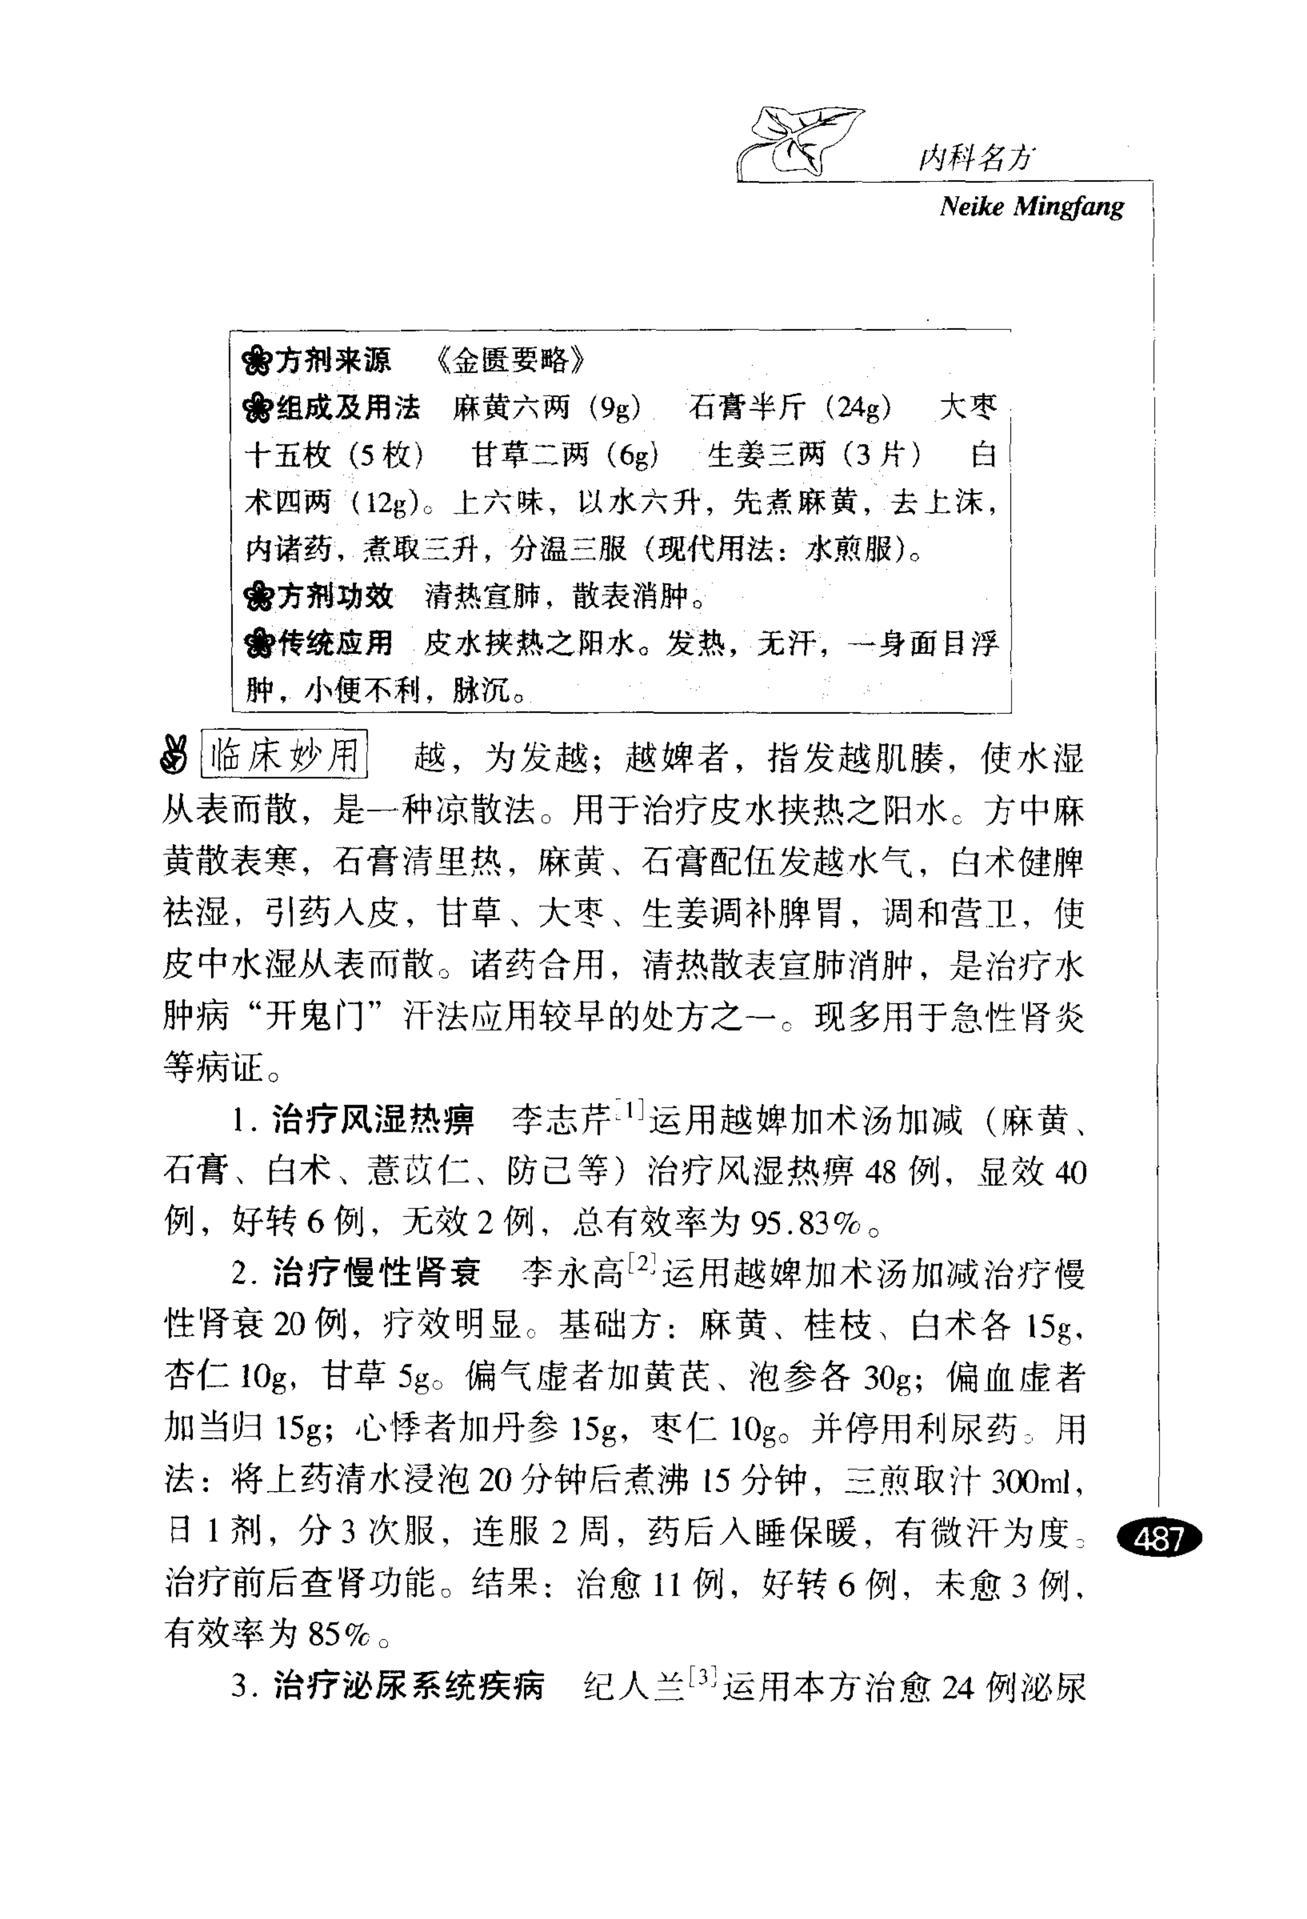 内科名方
Neike Mingfang
方剂来源　《金匮要略》
组成及用法　麻黄六两（9g）　石膏半斤（24g）　大枣
十五枚（5枚）　甘草二两（6g）　生姜三两（3片）　白
术四两（12g）。上六味，以水六升，先煮麻黄，去上沫，
内诸药，煮取三升，分温三服（现代用法：水煎服）。
方剂功效　清热宣肺，散表消肿。
传统应用　皮水挟热之阳水。发热，无汗，一身面目浮
肿，小便不利，脉沉。
临床妙用　越，为发越；越婢者，指发越肌腠，使水湿
从表而散，是一种凉散法。用于治疗皮水挟热之阳水。方中麻
黄散表寒，石膏清里热，麻黄、石膏配伍发越水气，白术健脾
祛湿，引药入皮，甘草、大枣、生姜调补脾胃，调和营卫，使
皮中水湿从表而散。诸药合用，清热散表宣肺消肿，是治疗水
肿病“开鬼门”汗法应用较早的处方之一。现多用于急性肾炎
等病证。
1. 治疗风湿热痹　李志芹[1]运用越婢加术汤加减（麻黄、
石膏、白术、薏苡仁、防己等）治疗风湿热痹48例，显效40
例，好转6例，无效2例，总有效率为95.83%。
2. 治疗慢性肾衰　李永高[2]运用越婢加术汤加减治疗慢
性肾衰20例，疗效明显。基础方：麻黄、桂枝、白术各15g，
杏仁10g，甘草5g。偏气虚者加黄芪、泡参各30g；偏血虚者
加当归15g；心悸者加丹参15g，枣仁10g。并停用利尿药。用
法：将上药清水浸泡20分钟后煮沸15分钟，三煎取汁300ml，
日1剂，分3次服，连服2周，药后入睡保暖，有微汗为度。
487
治疗前后查肾功能。结果：治愈11例，好转6例，未愈3例，
有效率为85%。
3. 治疗泌尿系统疾病　纪人兰[3]运用本方治愈24例泌尿